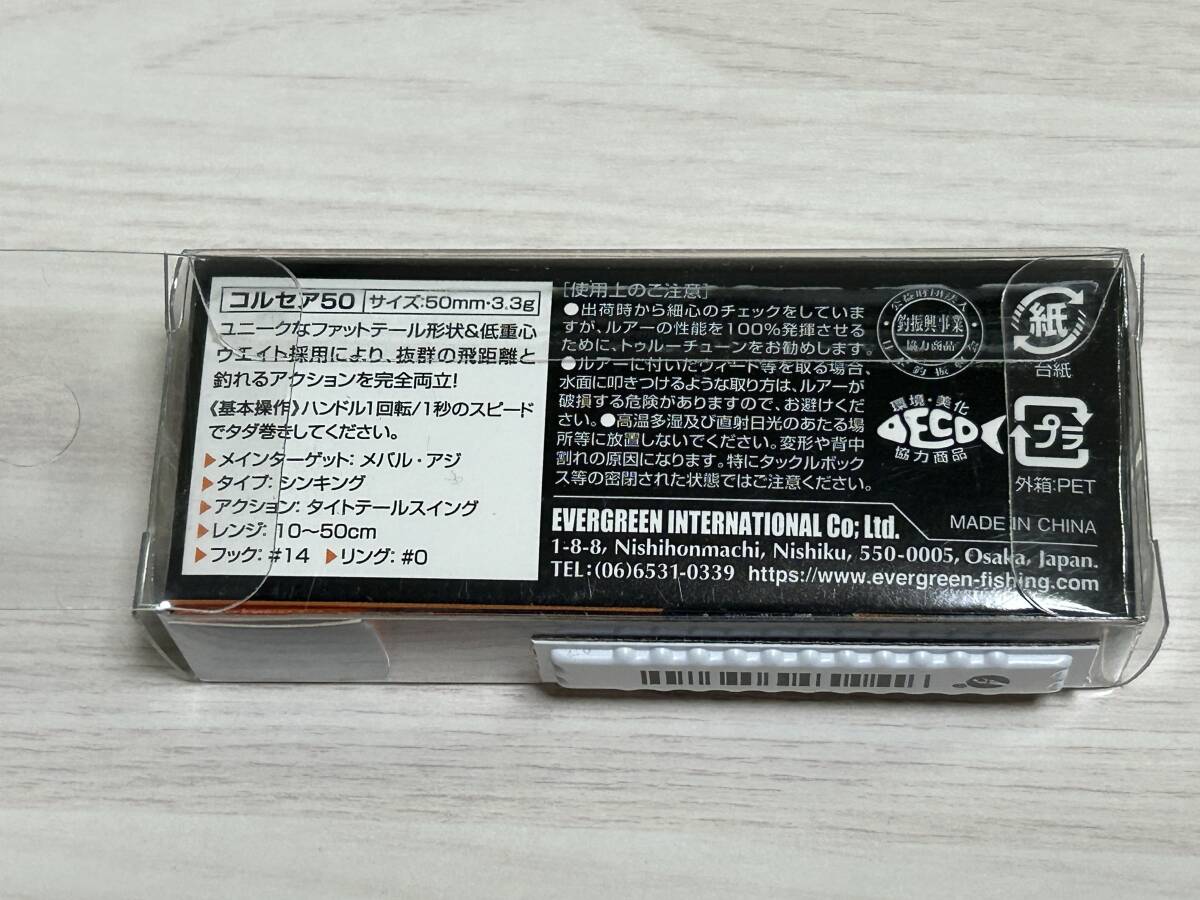 コルセア50 サイズ:50mm・3.3g
ユニークなファットテール形状&低重心
ウエイト採用により、抜群の飛距離と
釣れるアクションを完全両立!
《基本操作》ハンドル1回転/1秒のスピード
でタダ巻きしてください。
▶メインターゲット: メバル・アジ
▶タイプ: シンキング
▶アクション: タイトテールスイング
▶レンジ: 10〜50cm
▶フック: #14 ▶リング: #0
[使用上のご注意]
●出荷時から細心のチェックをしていま
すが、ルアーの性能を100%発揮させる
ために、トゥルーチューンをお勧めします。
●ルアーに付いたウィード等を取る場合、
水面に叩きつけるような取り方は、ルアーが
破損する危険がありますので、お避けくだ
さい。●高温多湿及び直射日光のあたる場
所等に放置しないでください。変形や背中
割れの原因になります。特にタックルボック
ス等の密閉された状態ではご注意ください。
公益財団法人
釣振興事業
協力商品
日本釣振興会
紙
台紙
環境・美化
ECO
協力商品
プラ
外箱:PET
EVERGREEN INTERNATIONAL Co; Ltd.
MADE IN CHINA
1-8-8, Nishihonmachi, Nishiku, 550-0005, Osaka, Japan.
TEL:(06)6531-0339 https://www.evergreen-fishing.com